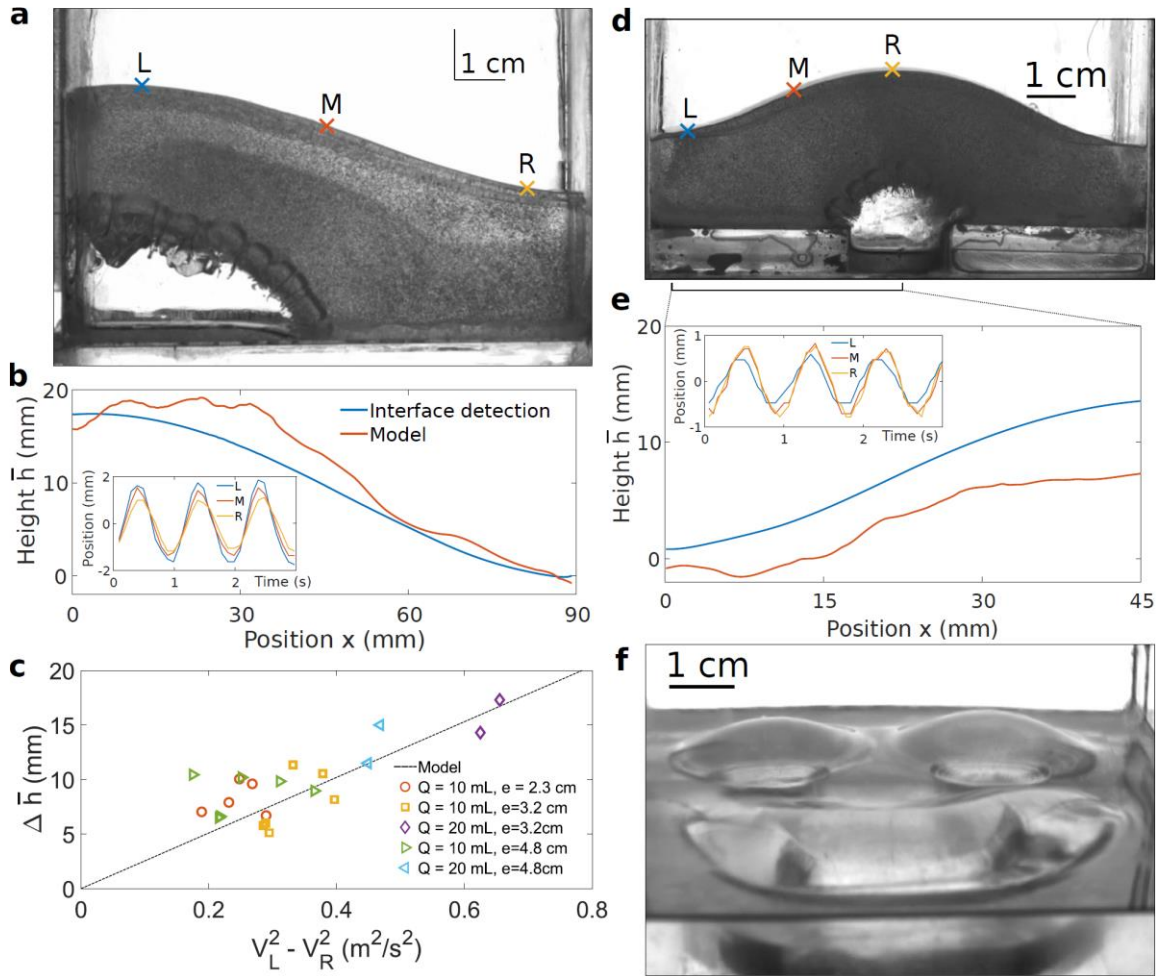 a
L
M
R
1 cm
b
20
10
0
Height h̄ (mm)
Interface detection
Model
Position (mm)
2
0
-2
L
M
R
1
2
Time (s)
0
30
60
90
Position x (mm)
c
20
15
10
5
0
Δ h̄ (mm)
Model
Q = 10 mL, e = 2.3 cm
Q = 10 mL, e=3.2 cm
Q = 20 mL, e=3.2 cm
Q = 10 mL, e=4.8 cm
Q = 20 mL, e=4.8cm
0
0.2
0.4
0.6
0.8
V_L^2 - V_R^2 (m^2/s^2)
d
L
M
R
1 cm
e
20
10
0
Height h̄ (mm)
Position (mm)
1
0
-1
L
M
R
0
1
2
Time (s)
0
15
30
45
Position x (mm)
f
1 cm